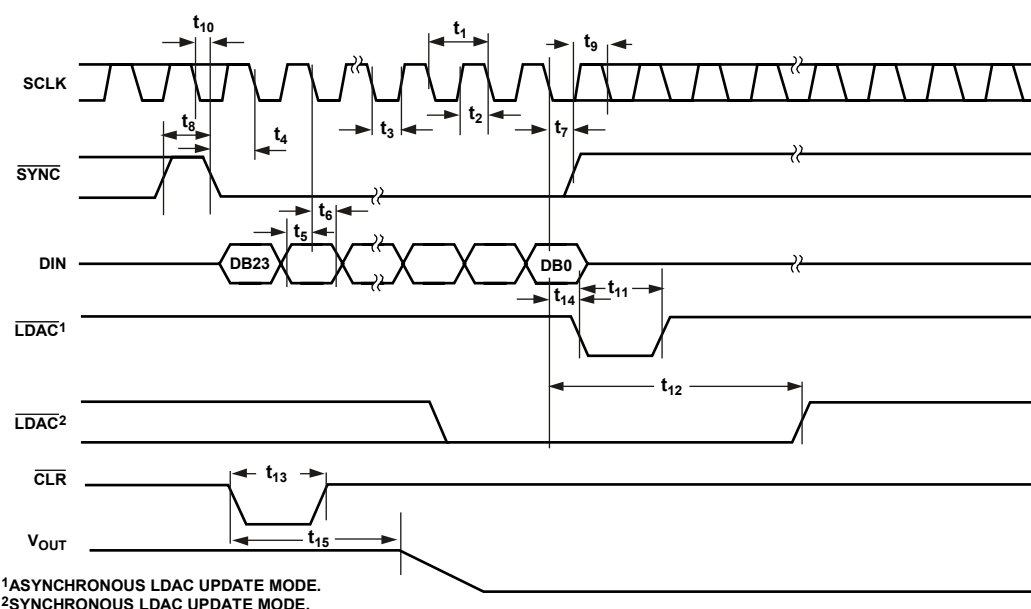 t10
t1
t9
SCLK
t8
t4
t3
t2
t7
SYNC
t6
t5
DIN
DB23
DB0
t14
t11
LDAC1
t12
LDAC2
t13
CLR
t15
VOUT
1ASYNCHRONOUS LDAC UPDATE MODE.
2SYNCHRONOUS LDAC UPDATE MODE.